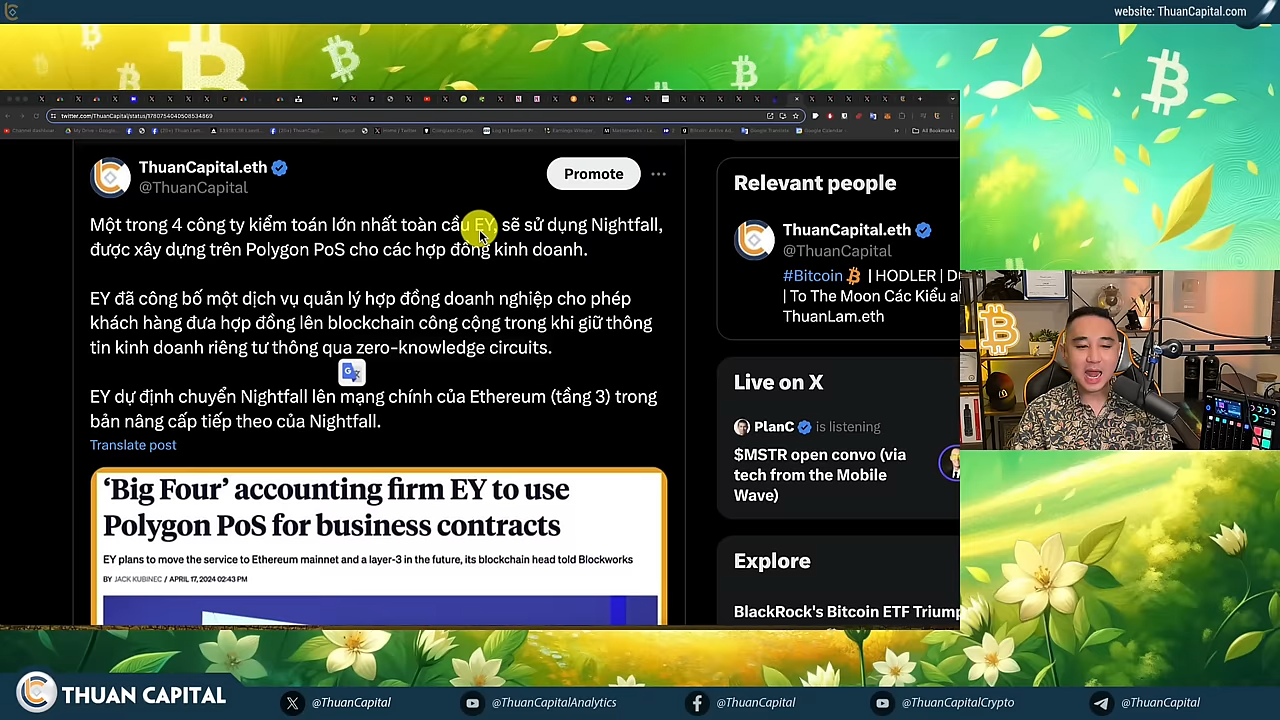 website: ThuanCapital.com
twitter.com/ThuanCapital/status/1780754040508534869
All Bookmarks
ThuanCapital.eth
@ThuanCapital
Promote
Một trong 4 công ty kiểm toán lớn nhất toàn cầu EY, sẽ sử dụng Nightfall,
được xây dựng trên Polygon PoS cho các hợp đồng kinh doanh.
EY đã công bố một dịch vụ quản lý hợp đồng doanh nghiệp cho phép
khách hàng đưa hợp đồng lên blockchain công cộng trong khi giữ thông
tin kinh doanh riêng tư thông qua zero-knowledge circuits.
EY dự định chuyển Nightfall lên mạng chính của Ethereum (tầng 3) trong
bản nâng cấp tiếp theo của Nightfall.
Translate post
‘Big Four’ accounting firm EY to use
Polygon PoS for business contracts
EY plans to move the service to Ethereum mainnet and a layer-3 in the future, its blockchain head told Blockworks
BY JACK KUBINEC / APRIL 17, 2024 02:43 PM
Relevant people
ThuanCapital.eth
@ThuanCapital
#Bitcoin | HODLER |
| To The Moon Các Kiểu
ThuanLam.eth
Live on X
PlanC is listening
$MSTR open convo (via
tech from the Mobile
Wave)
Explore
BlackRock's Bitcoin ETF
THUAN CAPITAL
@ThuanCapital
@ThuanCapitalAnalytics
@ThuanCapital
@ThuanCapitalCrypto
@ThuanCapital